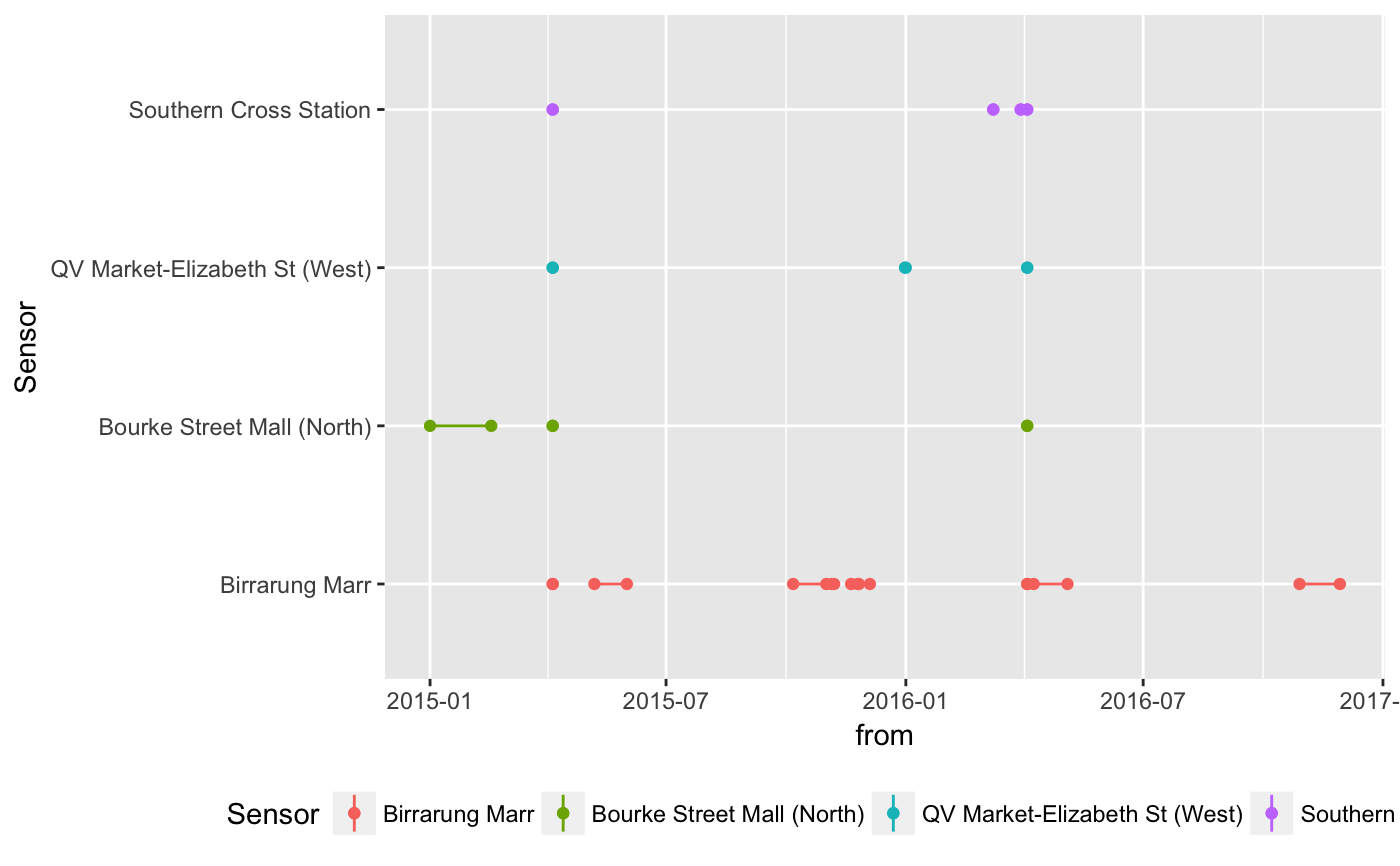 Sensor
Southern Cross Station
QV Market-Elizabeth St (West)
Bourke Street Mall (North)
Birrarung Marr
2015-01 2015-07 2016-01 2016-07 2017-
from
Sensor Birrarung Marr Bourke Street Mall (North) QV Market-Elizabeth St (West) Southern